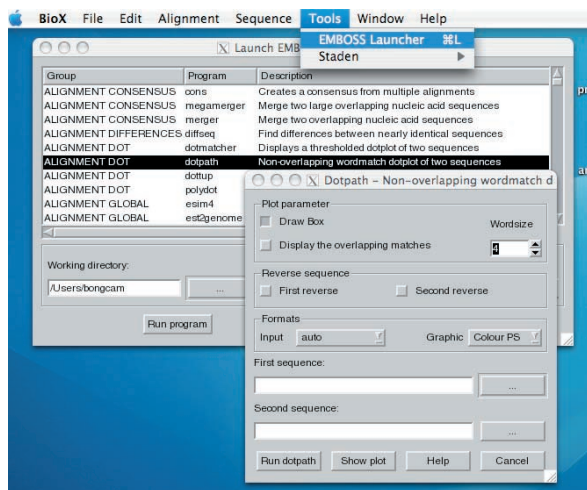 BioX File Edit Alignment Sequence Tools Window Help
EMBOSS Launcher ⌘L
Staden
Launch EMB
Group Program Description
ALIGNMENT CONSENSUS cons Creates a consensus from multiple alignments
ALIGNMENT CONSENSUS megamerger Merge two large overlapping nucleic acid sequences
ALIGNMENT CONSENSUS merger Merge two overlapping nucleic acid sequences
ALIGNMENT DIFFERENCES diffseq Find differences between nearly identical sequences
ALIGNMENT DOT dotmatcher Displays a thresholded dotplot of two sequences
ALIGNMENT DOT dotpath Non-overlapping wordmatch dotplot of two sequences
ALIGNMENT DOT dottup
ALIGNMENT DOT polydot
ALIGNMENT GLOBAL esim4
ALIGNMENT GLOBAL est2genome
Working directory:
/Users/bongcam ...
Run program
Dotpath – Non-overlapping wordmatch d
Plot parameter
Draw Box Wordsize
Display the overlapping matches 4
Reverse sequence
First reverse Second reverse
Formats
Input auto Graphic Colour PS
First sequence:
...
Second sequence:
...
Run dotpath Show plot Help Cancel